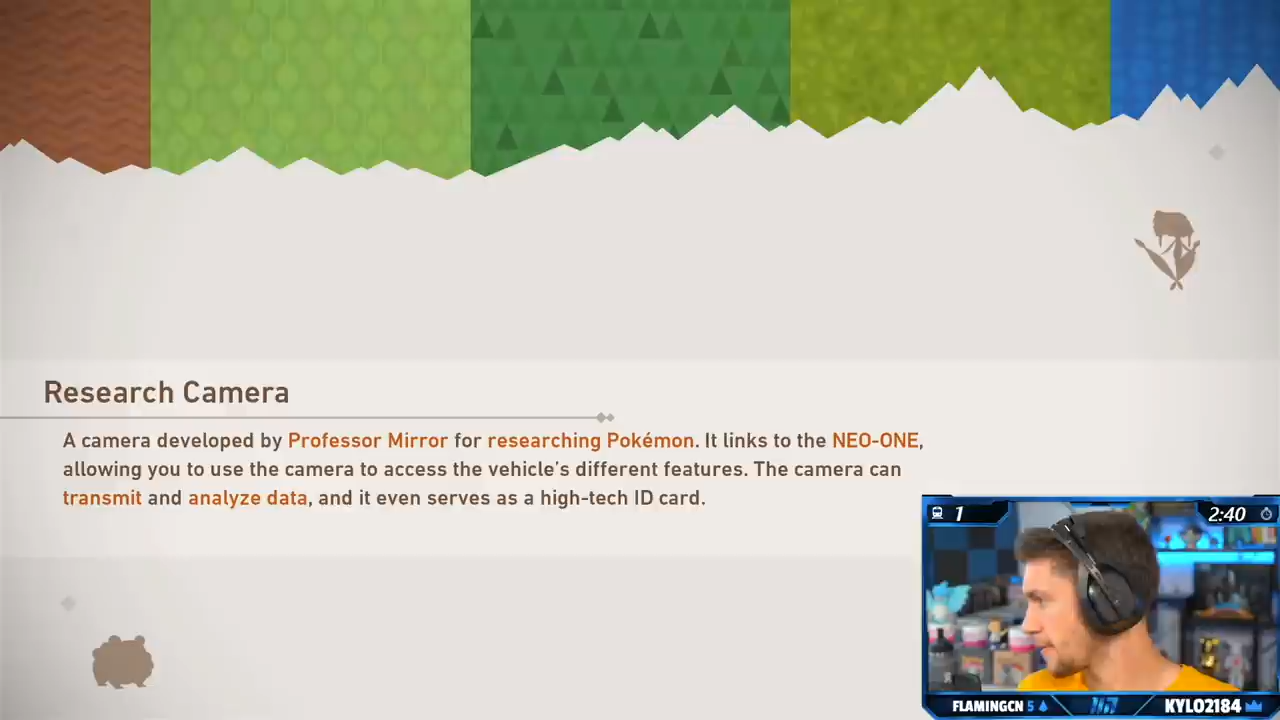 Research Camera
A camera developed by Professor Mirror for researching Pokémon. It links to the NEO-ONE,
allowing you to use the camera to access the vehicle's different features. The camera can
transmit and analyze data, and it even serves as a high-tech ID card.
1
2:40
FLAMINGCN 5
KYLO2184